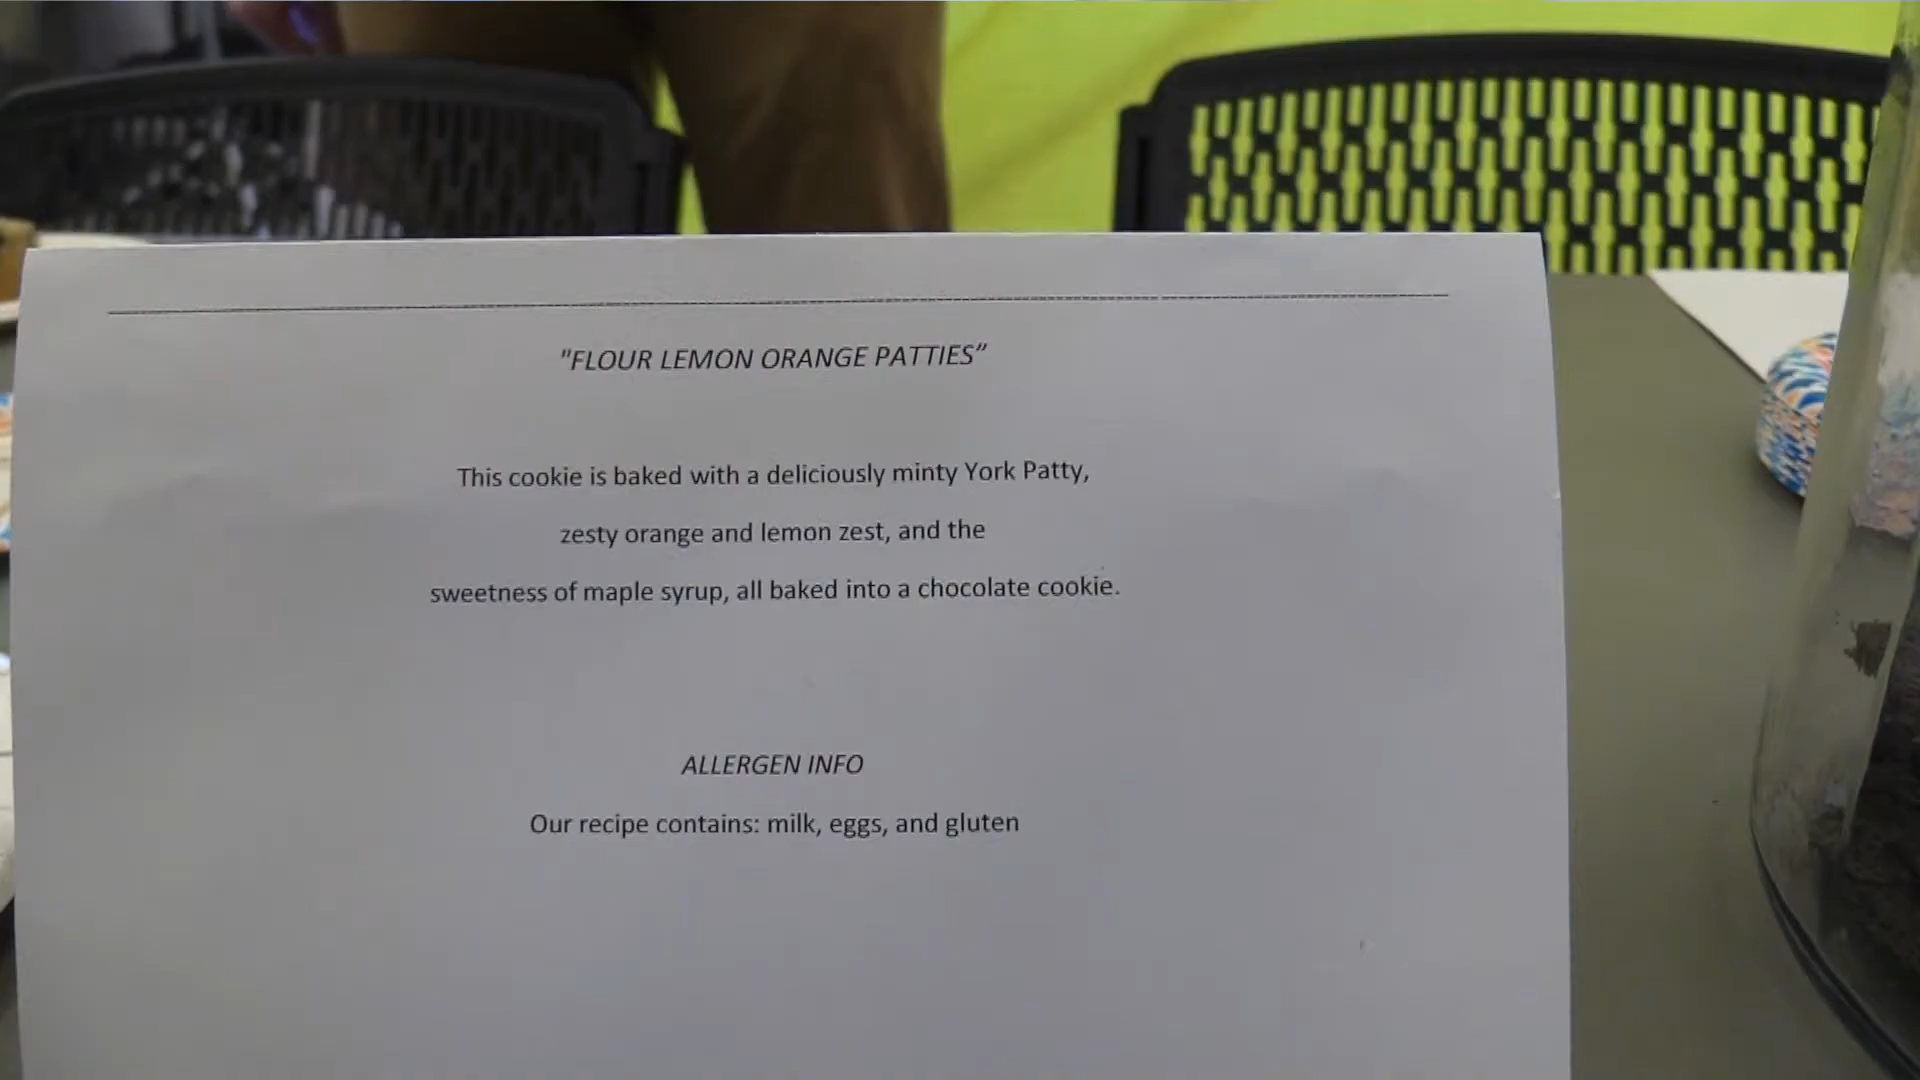 "FLOUR LEMON ORANGE PATTIES"
This cookie is baked with a deliciously minty York Patty,
zesty orange and lemon zest, and the
sweetness of maple syrup, all baked into a chocolate cookie.
ALLERGEN INFO
Our recipe contains: milk, eggs, and gluten